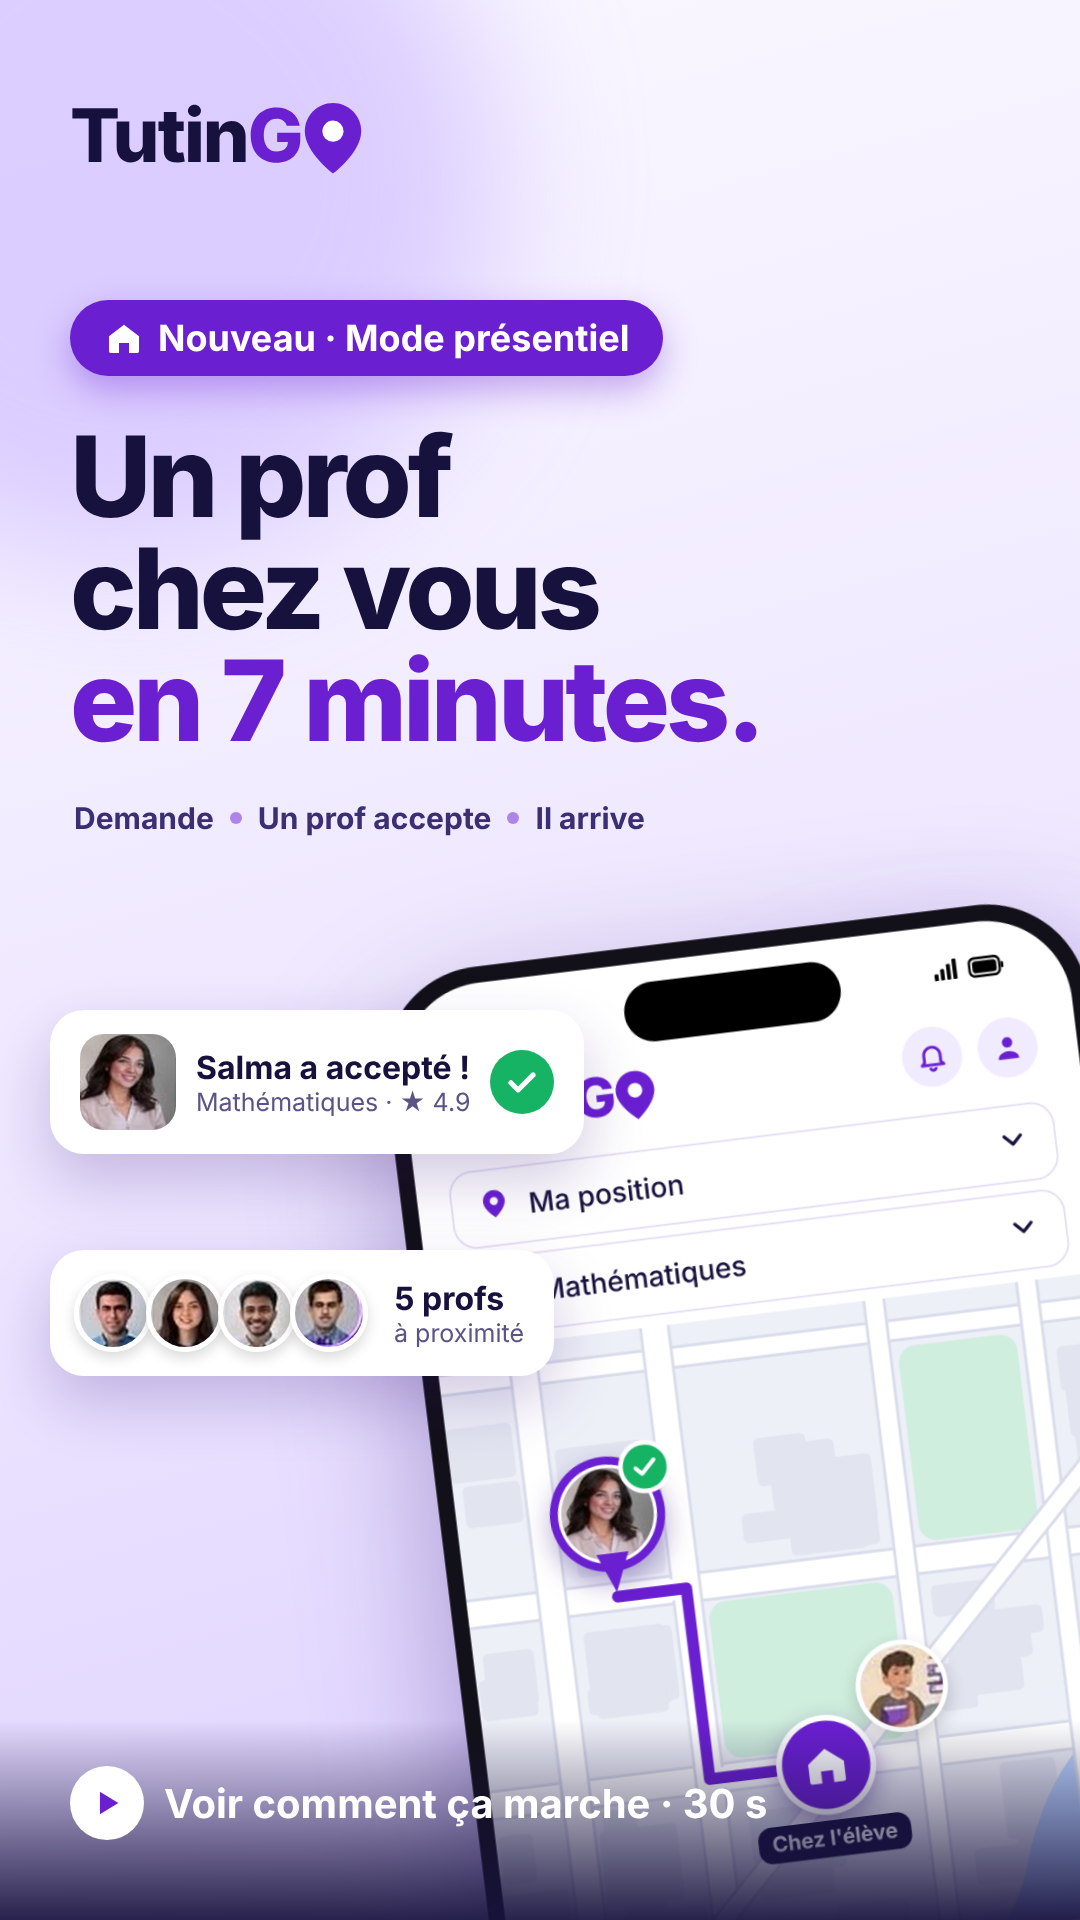 TutinGO
Nouveau · Mode présentiel
Un prof
chez vous
en 7 minutes.
Demande • Un prof accepte • Il arrive
Salma a accepté !
Mathématiques · ★ 4.9
GO
Ma position
Mathématiques
5 profs
à proximité
Voir comment ça marche · 30 s
Chez l'élève